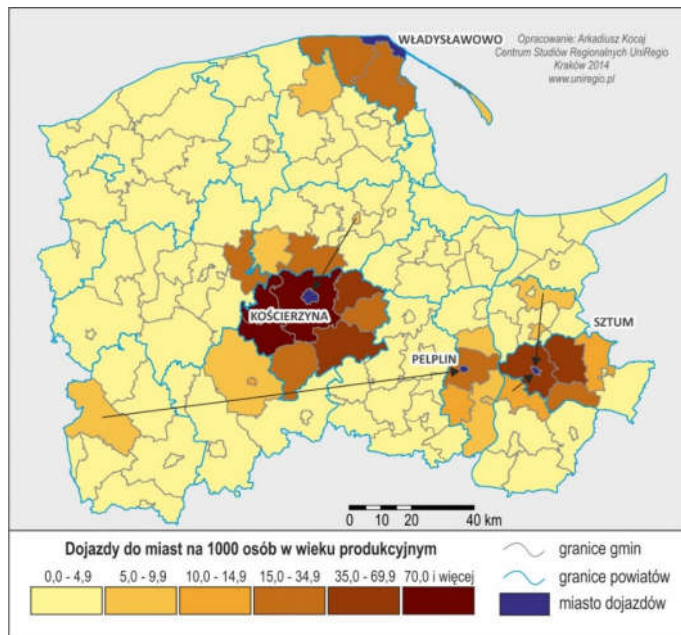 WŁADYSŁAWOWO
Opracowanie: Arkadiusz Kocaj
Centrum Studiów Regionalnych UniRegio
Kraków 2014
www.uniregio.pl
KOŚCIERZYNA
SZTUM
PELPLIN
0 10 20 40 km
Dojazdy do miast na 1000 osób w wieku produkcyjnym
0,0 - 4,9 5,0 - 9,9 10,0 - 14,9 15,0 - 34,9 35,0 - 69,9 70,0 i więcej
granice gmin
granice powiatów
miasto dojazdów